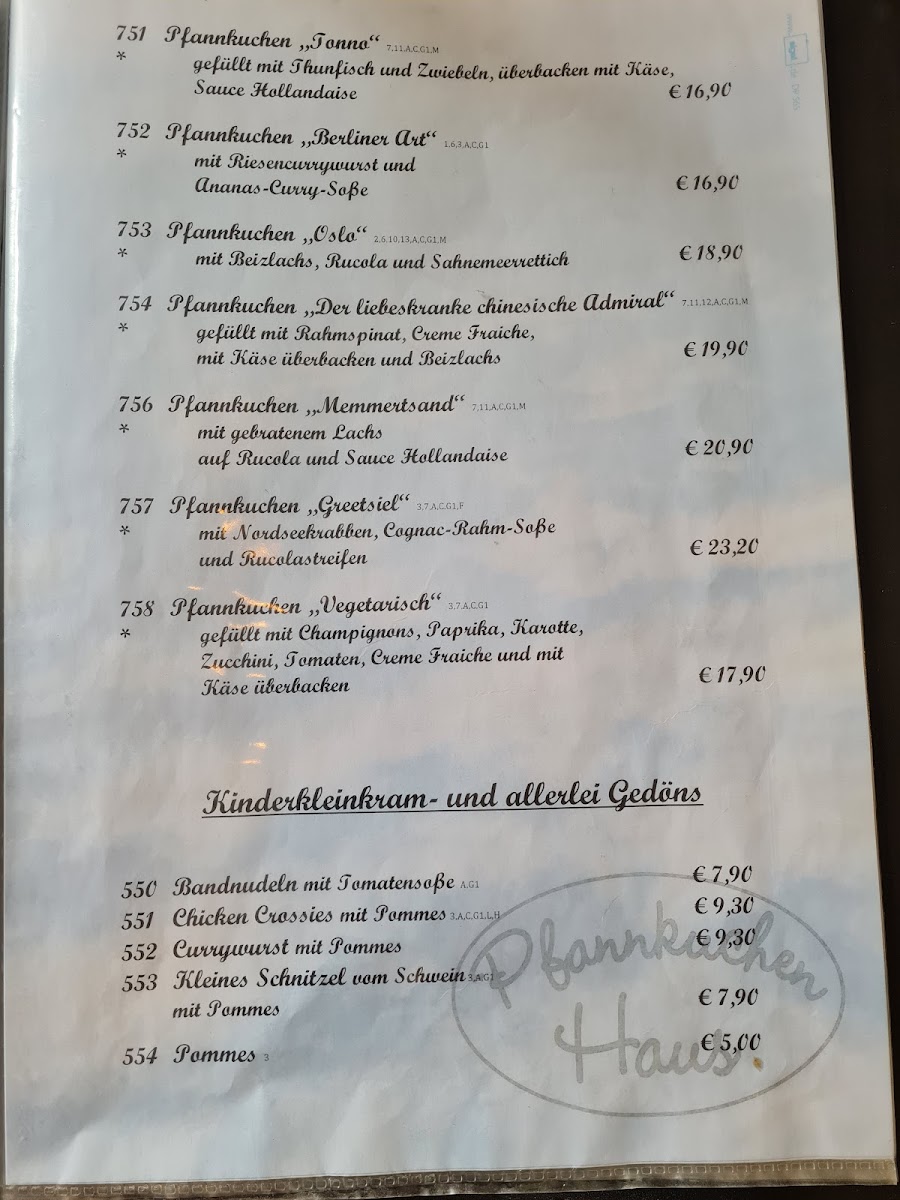 751 Pfannkuchen „Tonno“ 7,11,A,C,G1,M
* gefüllt mit Thunfisch und Zwiebeln, überbacken mit Käse,
Sauce Hollandaise € 16,90
752 Pfannkuchen „Berliner Art“ 1,6,3,A,C,G1
* mit Riesencurrywurst und
Ananas-Curry-Soße € 16,90
753 Pfannkuchen „Oslo“ 2,6,10,13,A,C,G1,M
* mit Beizlachs, Rucola und Sahnemeerrettich € 18,90
754 Pfannkuchen „Der liebeskranke chinesische Admiral“ 7,11,12,A,C,G1,M
* gefüllt mit Rahmspinat, Creme Fraiche,
mit Käse überbacken und Beizlachs € 19,90
756 Pfannkuchen „Memmertsand“ 7,11,A,C,G1,M
* mit gebratenem Lachs
auf Rucola und Sauce Hollandaise € 20,90
757 Pfannkuchen „Greetsiel“ 3,7,A,C,G1,F
* mit Nordseekrabben, Cognac-Rahm-Soße
und Rucolastreifen € 23,20
758 Pfannkucken „Vegetarisch“ 3,7,A,C,G1
* gefüllt mit Champignons, Paprika, Karotte,
Zucchini, Tomaten, Creme Fraiche und mit
Käse überbacken € 17,90
Kinderkleinkram- und allerlei Gedöns
550 Bandnudeln mit Tomatensoße A,G1 € 7,90
551 Chicken Crossies mit Pommes 3,A,C,G1,L,H € 9,30
552 Currywurst mit Pommes € 9,30
553 Kleines Schnitzel vom Schwein 3,A,G1
mit Pommes € 7,90
554 Pommes 3 € 5,00
Pfannkuchen
Haus